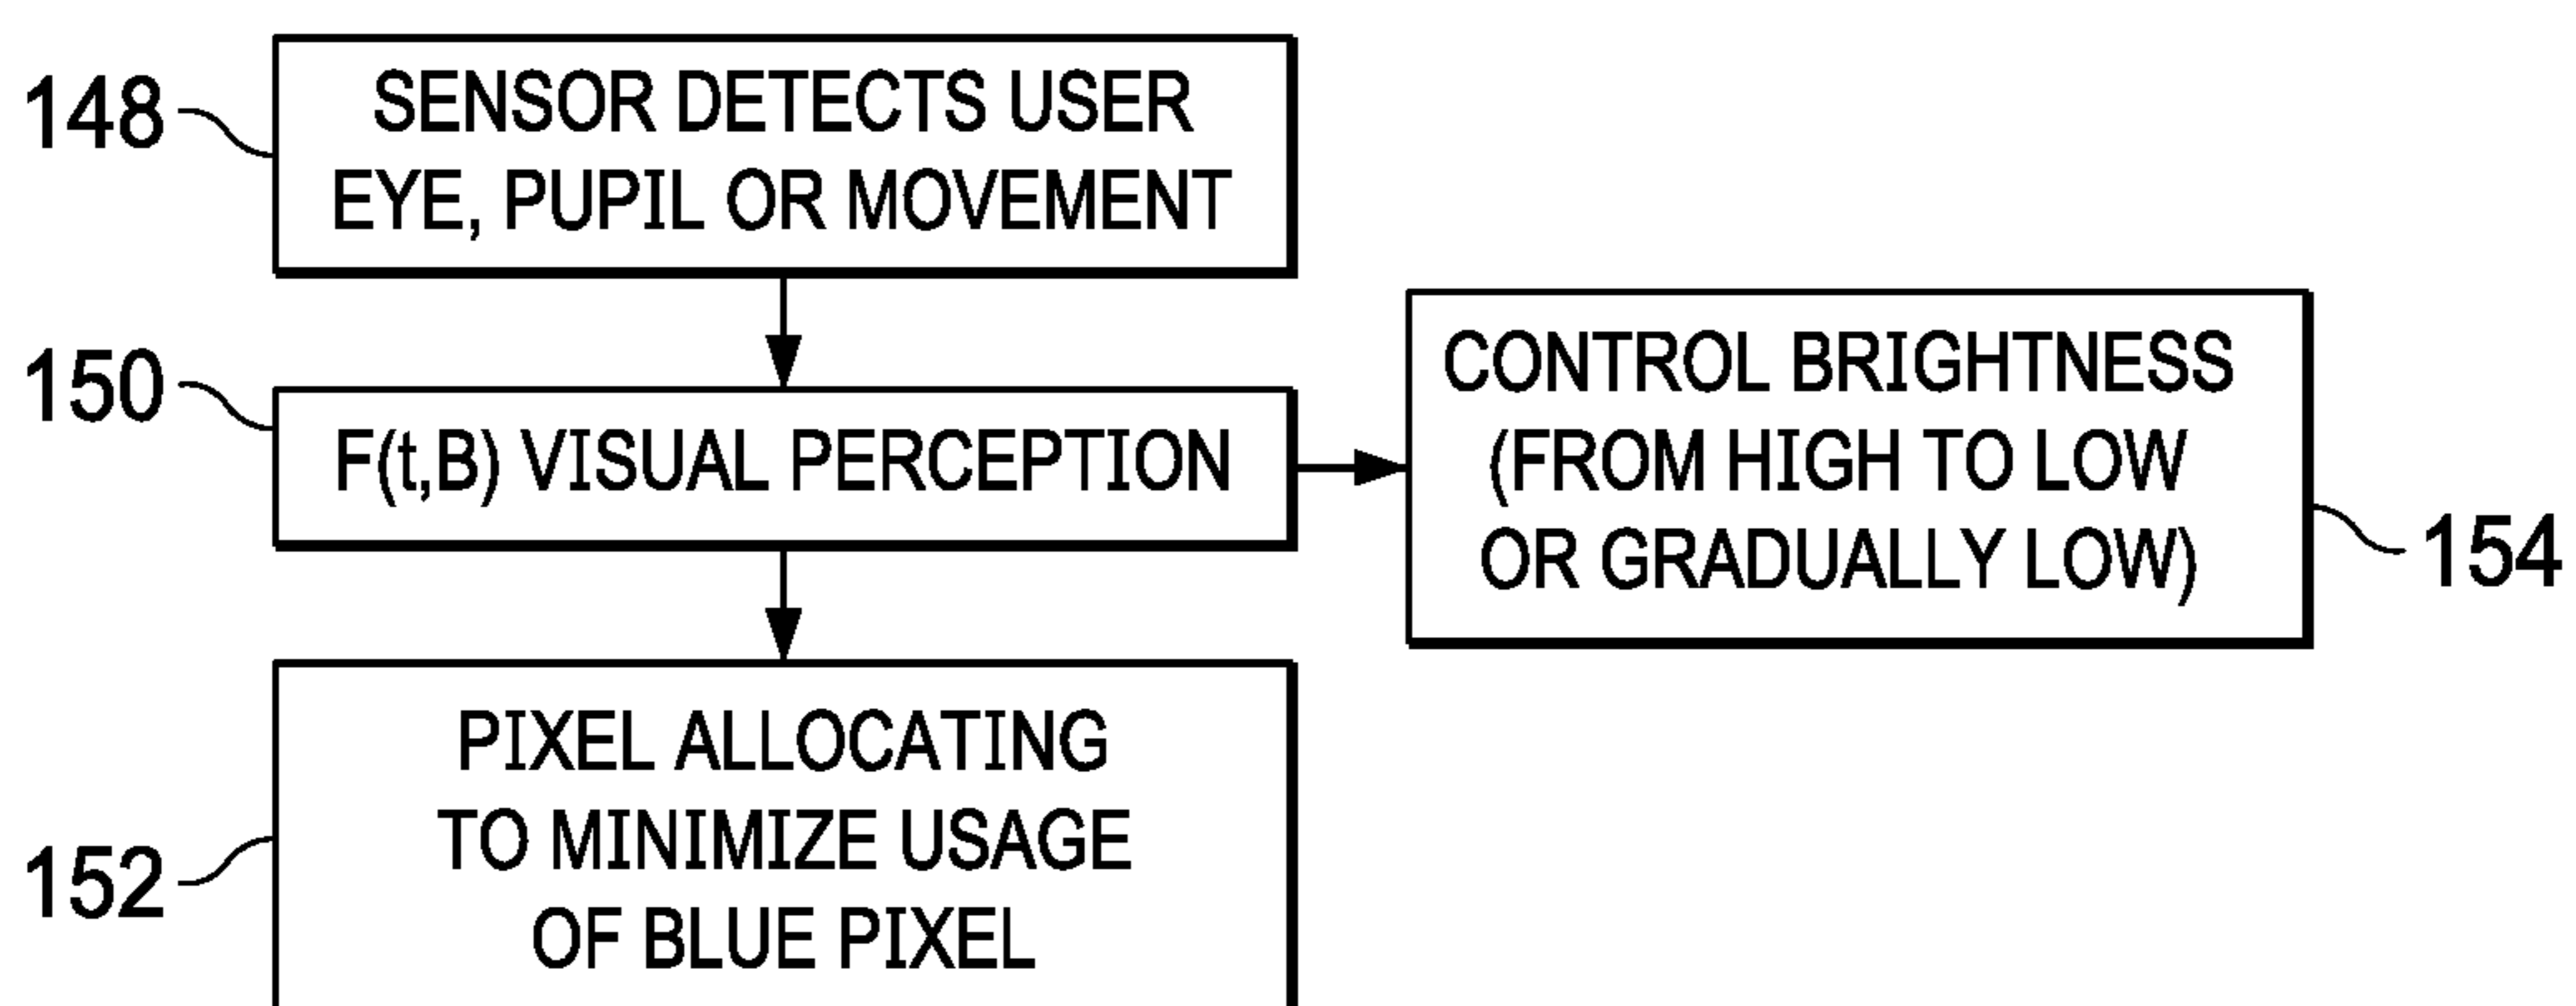 148
SENSOR DETECTS USER
EYE, PUPIL OR MOVEMENT
150
F(t,B) VISUAL PERCEPTION
CONTROL BRIGHTNESS
(FROM HIGH TO LOW
OR GRADUALLY LOW)
154
152
PIXEL ALLOCATING
TO MINIMIZE USAGE
OF BLUE PIXEL